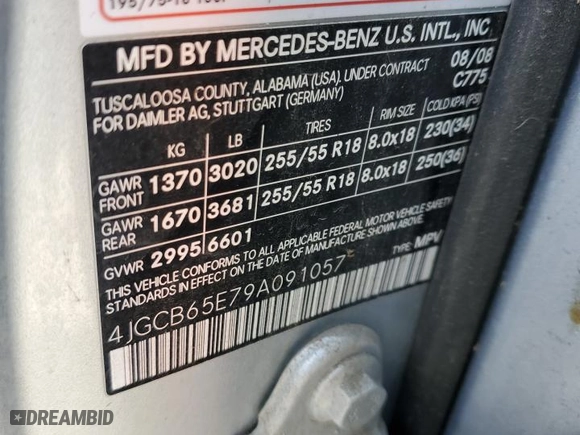 MFD BY MERCEDES-BENZ U.S. INTL., INC
TUSCALOOSA COUNTY, ALABAMA (USA). UNDER CONTRACT 08/08
FOR DAIMLER AG, STUTTGART (GERMANY) C775
KG LB TIRES RIM SIZE COLD KPA (PSI)
GAWR FRONT 1370 3020 255/55 R18 8.0x18 230(34)
GAWR REAR 1670 3681 255/55 R18 8.0x18 250(36)
GVWR 2995 6601
THIS VEHICLE CONFORMS TO ALL APPLICABLE FEDERAL MOTOR VEHICLE SAFETY
STANDARDS IN EFFECT ON THE DATE OF MANUFACTURE SHOWN ABOVE.
4JGCB65E79A091057 TYPE: MPV
DREAMBID